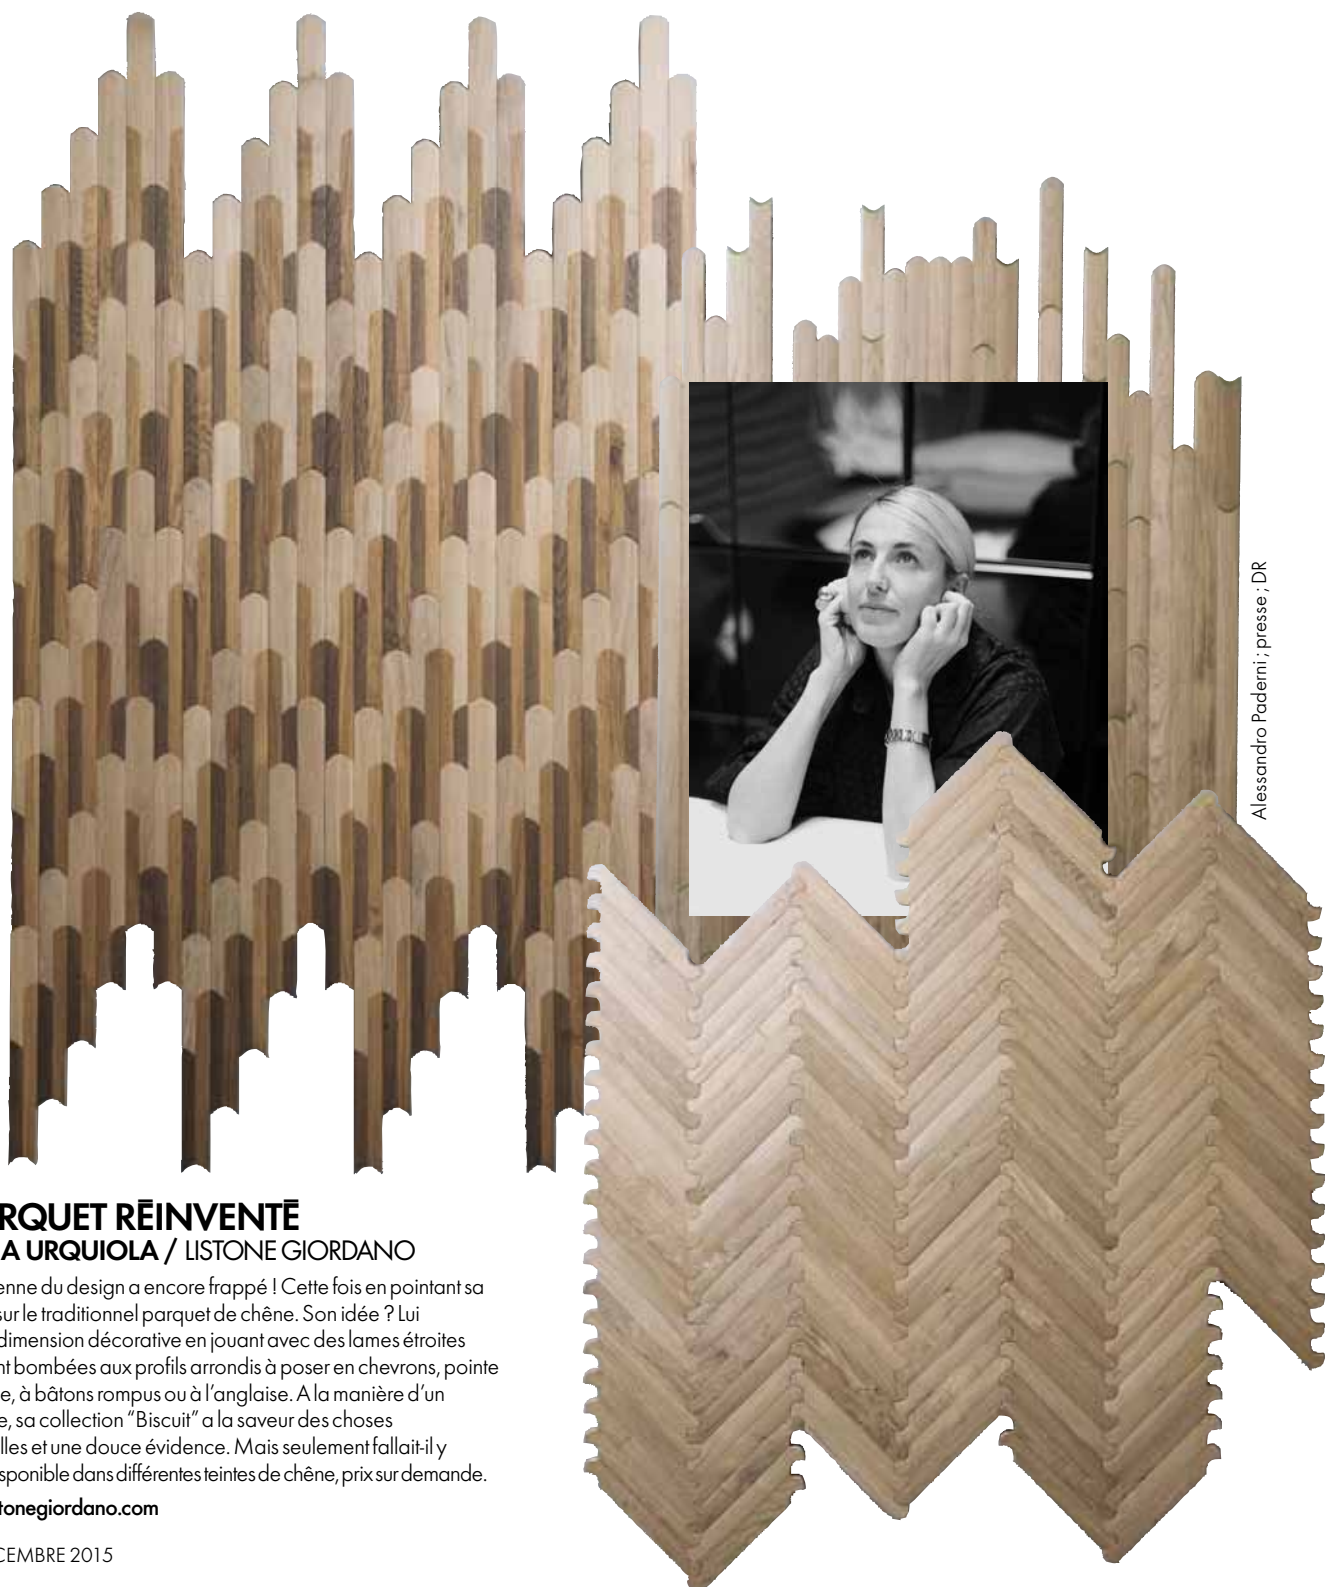 RQUET RÉINVENTÉ
A URQUIOLA / LISTONE GIORDANO
enne du design a encore frappé ! Cette fois en pointant sa
sur le traditionnel parquet de chêne. Son idée ? Lui
dimension décorative en jouant avec des lames étroites
nt bombées aux profils arrondis à poser en chevrons, pointe
e, à bâtons rompus ou à l’anglaise. A la manière d’un
e, sa collection “Biscuit” a la saveur des choses
lles et une douce évidence. Mais seulement fallait-il y
sponible dans différentes teintes de chêne, prix sur demande.
tonegiordano.com
CEMBRE 2015
Alessandro Paderni ; presse ; DR